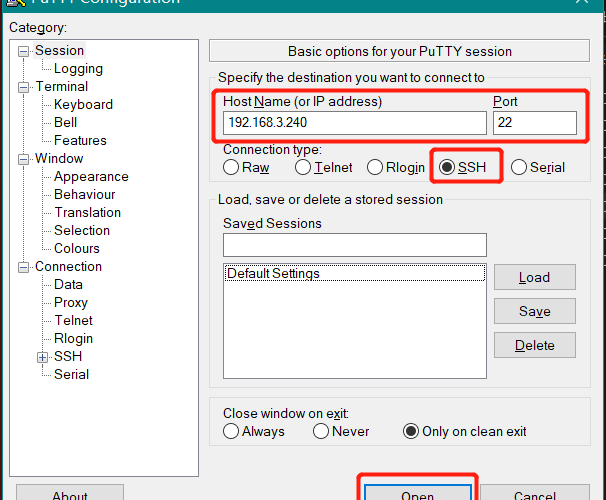 PuTTY Configuration
Category:
Session
Logging
Terminal
Keyboard
Bell
Features
Window
Appearance
Behaviour
Translation
Selection
Colours
Connection
Data
Proxy
Telnet
Rlogin
SSH
Serial
Basic options for your PuTTY session
Specify the destination you want to connect to
Host Name (or IP address) Port
192.168.3.240 22
Connection type:
Raw Telnet Rlogin SSH Serial
Load, save or delete a stored session
Saved Sessions
Default Settings
Load
Save
Delete
Close window on exit:
Always Never Only on clean exit
About Open Cancel